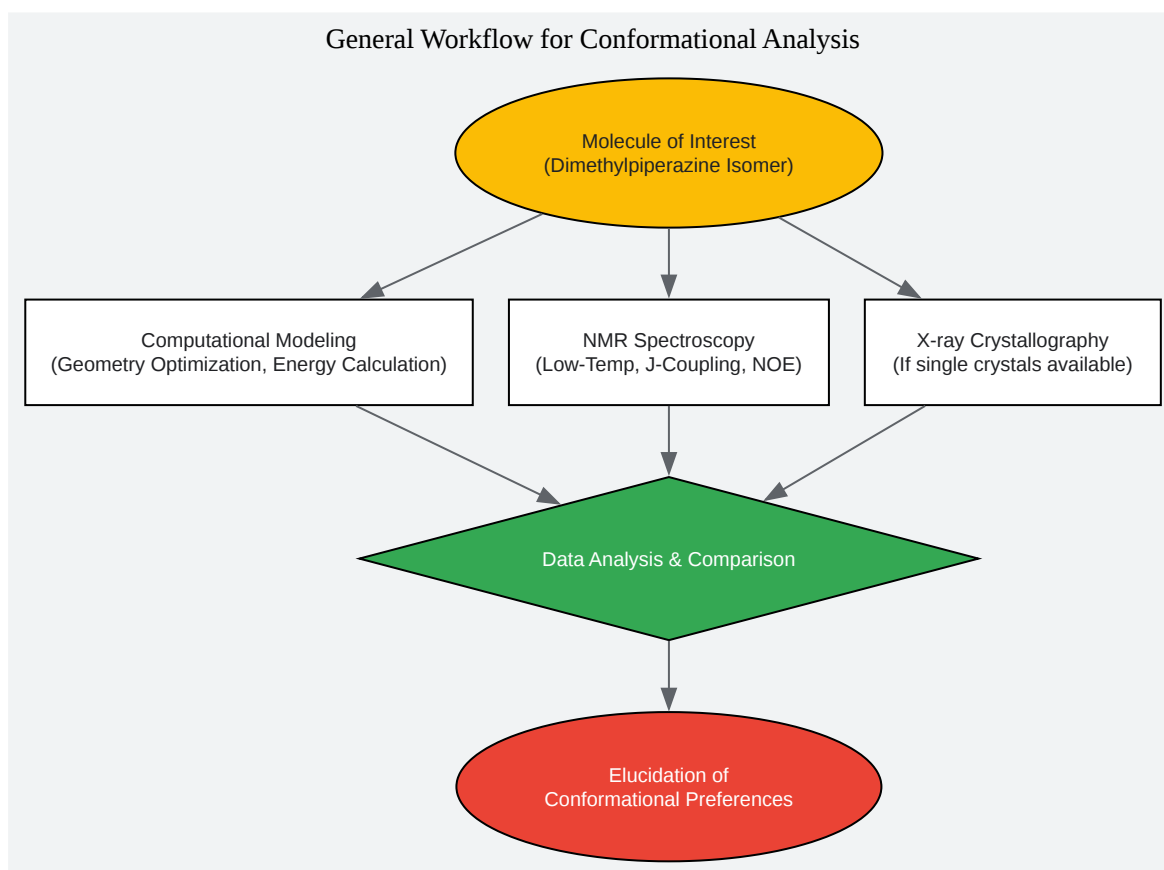 General Workflow for Conformational Analysis
Molecule of Interest
(Dimethylpiperazine Isomer)
Computational Modeling
(Geometry Optimization, Energy Calculation)
NMR Spectroscopy
(Low-Temp, J-Coupling, NOE)
X-ray Crystallography
(If single crystals available)
Data Analysis & Comparison
Elucidation of
Conformational Preferences